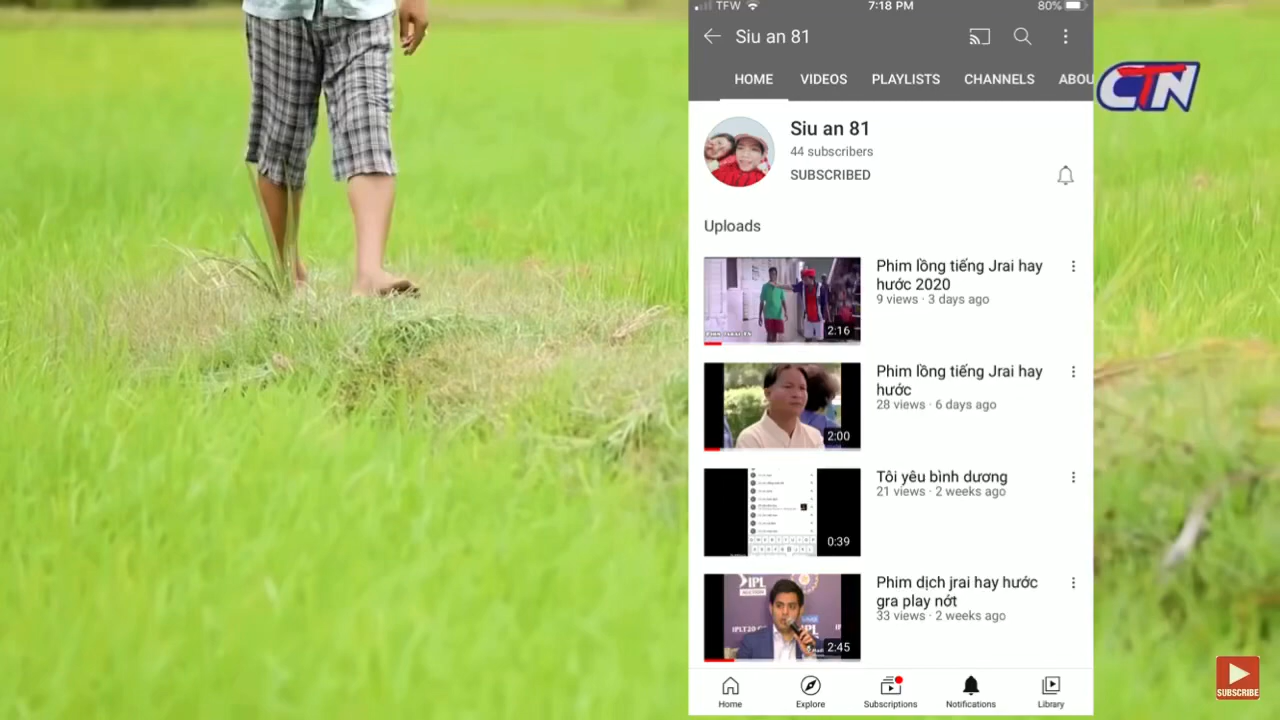 TFW 7:18 PM 80%
Siu an 81
HOME VIDEOS PLAYLISTS CHANNELS ABOU
CTN
Siu an 81
44 subscribers
SUBSCRIBED
Uploads
Phim lồng tiếng Jrai hay
hước 2020
9 views · 3 days ago
2:16
Phim lồng tiếng Jrai hay
hước
28 views · 6 days ago
2:00
Tôi yêu bình dương
21 views · 2 weeks ago
0:39
Phim dịch jrai hay hước
gra play nớt
33 views · 2 weeks ago
IPL
2:45
Home Explore Subscriptions Notifications Library
SUBSCRIBE